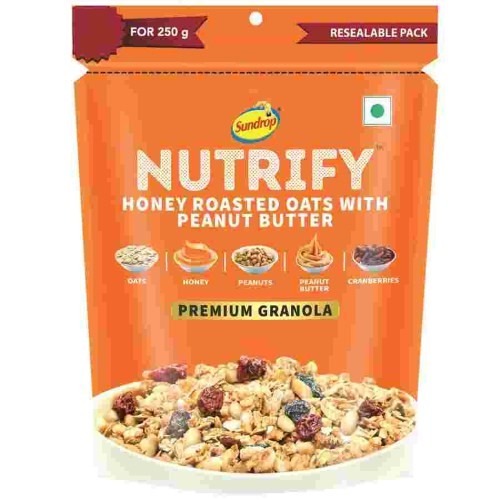 FOR 250 g
RESEALABLE PACK
Sundrop
NUTRIFY
HONEY ROASTED OATS WITH
PEANUT BUTTER
OATS
HONEY
PEANUTS
PEANUT
BUTTER
CRANBERRIES
PREMIUM GRANOLA